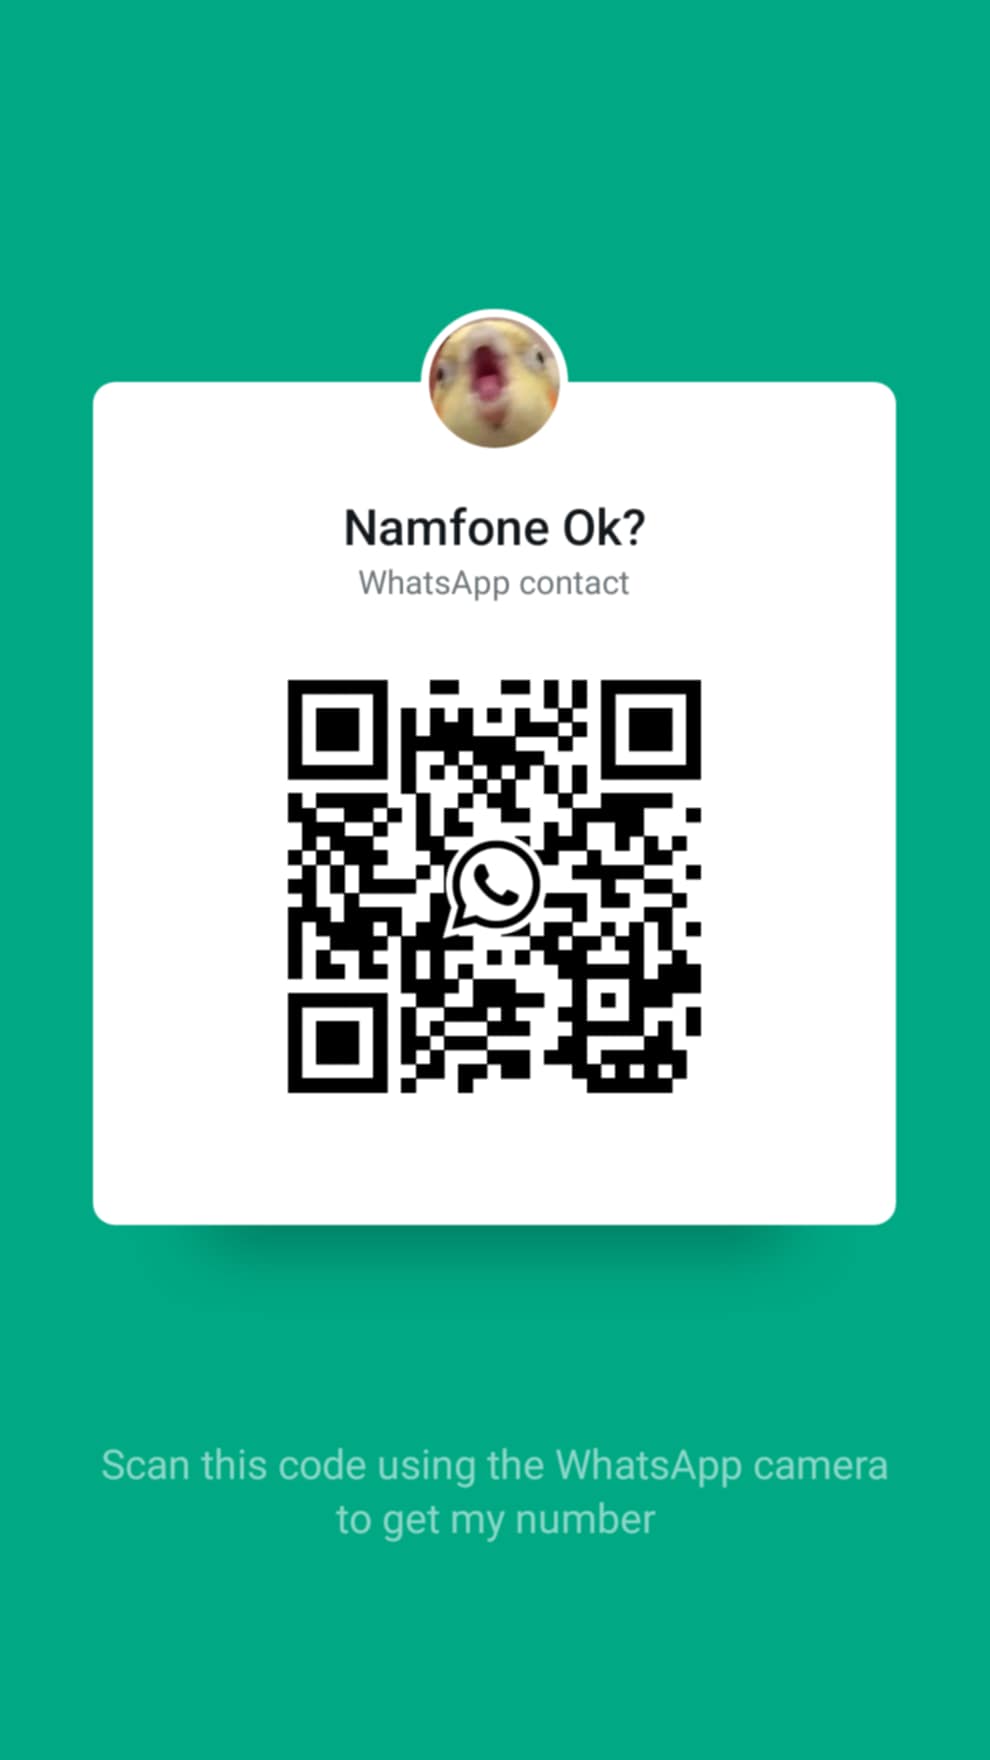 Namfone Ok?
WhatsApp contact
Scan this code using the WhatsApp camera
to get my number